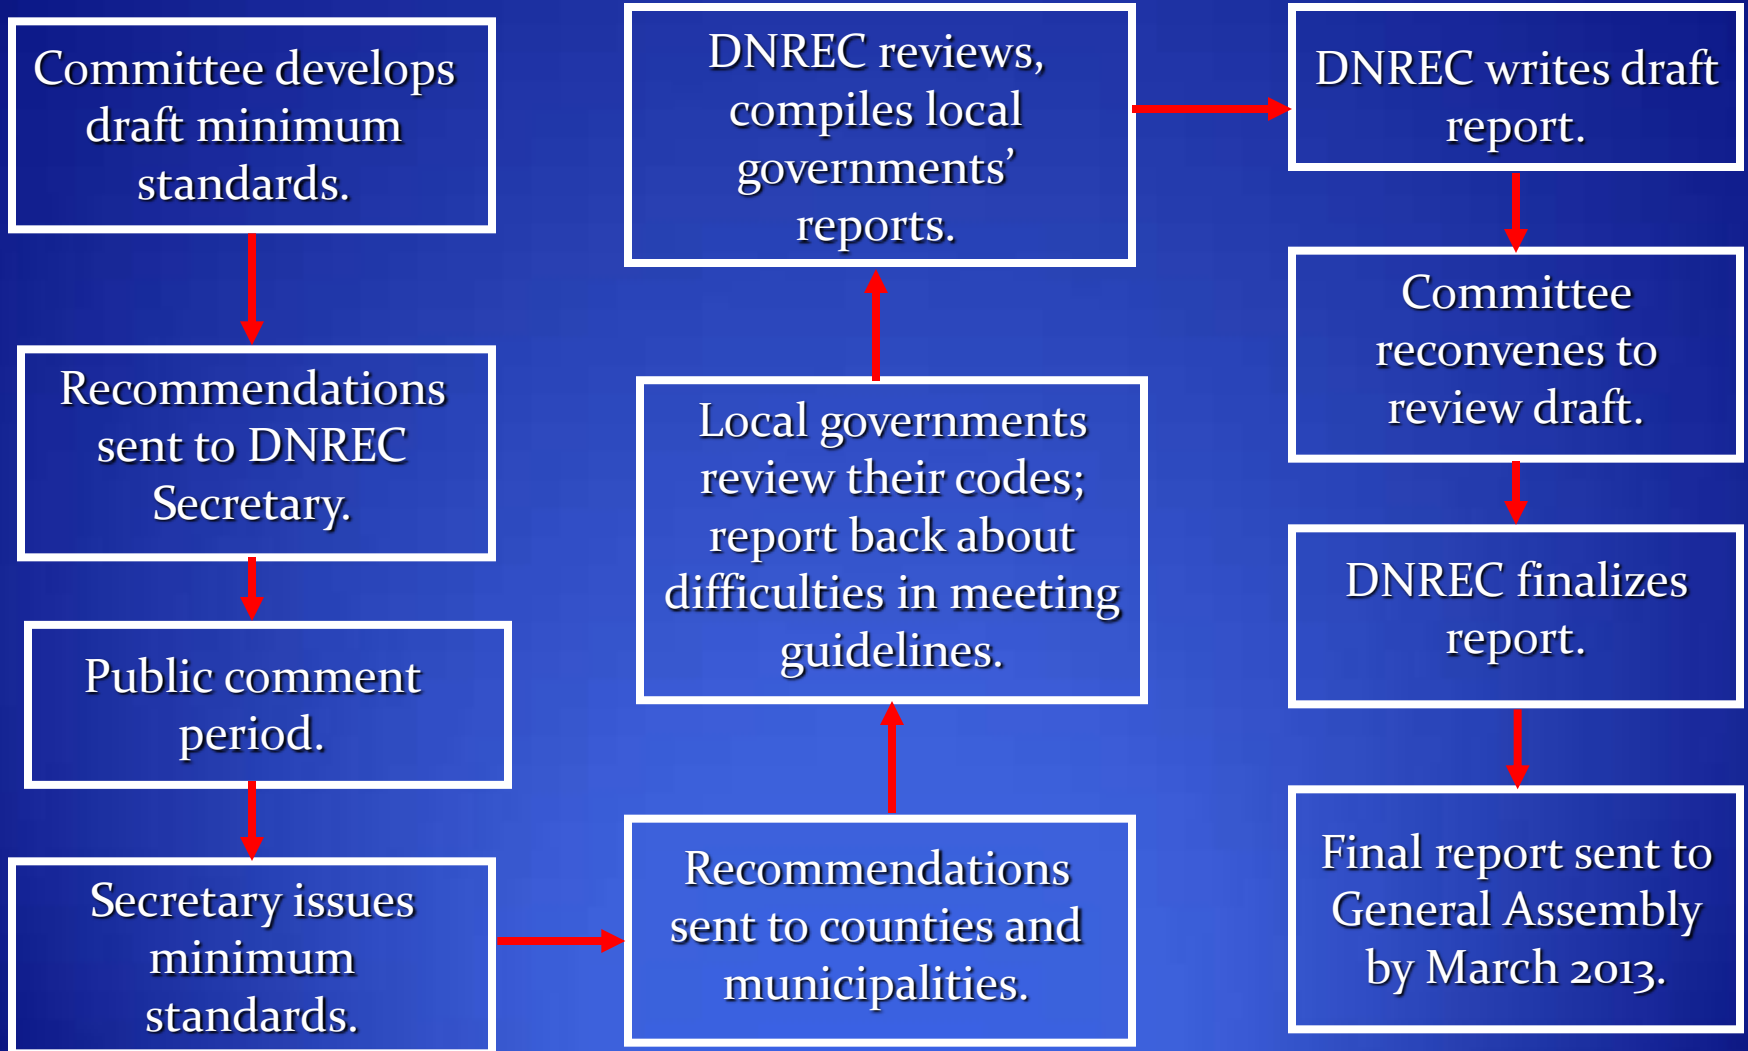 Committee develops
draft minimum
standards.
Recommendations
sent to DNREC
Secretary.
Public comment
period.
Secretary issues
minimum
standards.
Recommendations
sent to counties and
municipalities.
Local governments
review their codes;
report back about
difficulties in meeting
guidelines.
DNREC reviews,
compiles local
governments’
reports.
DNREC writes draft
report.
Committee
reconvenes to
review draft.
DNREC finalizes
report.
Final report sent to
General Assembly
by March 2013.